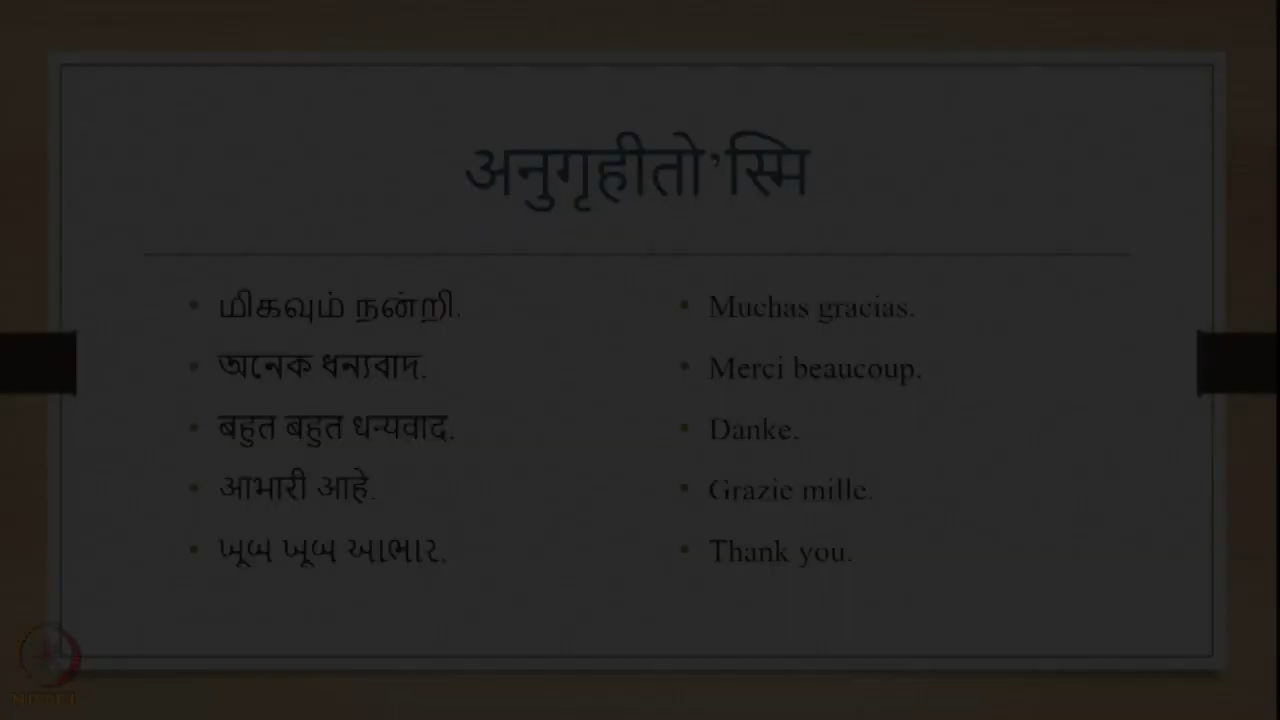 अनुगृहीतो’स्मि
மிகவும் நன்றி.
অনেক ধন্যবাদ.
बहुत बहुत धन्यवाद.
आभारी आहे.
ખૂબ ખૂબ આભાર.
Muchas gracias.
Merci beaucoup.
Danke.
Grazie mille.
Thank you.
NPTEL